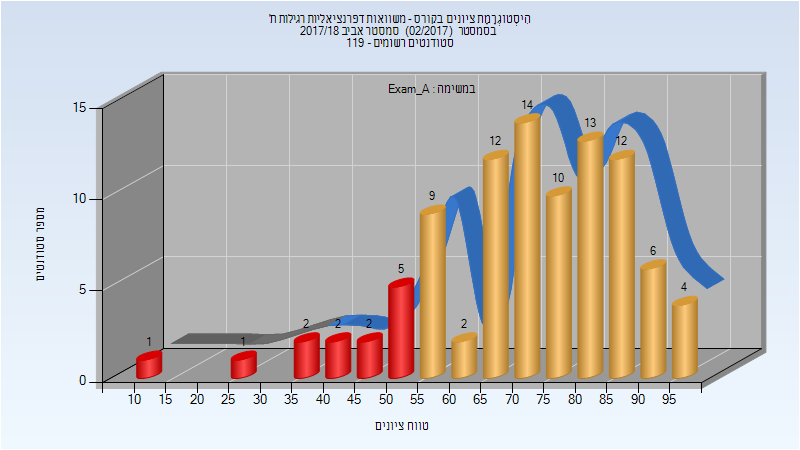 הִיסְטוֹגְרָמַת ציונים בקורס - משוואות דפרנציאליות רגילות ת'
בסמסטר (02/2017) סמסטר אביב 2017/18
סטודנטים רשומים - 119
במשימה : Exam_A
מספר סטודנטים
15
10
5
0
1
1
2
2
2
5
9
2
12
14
10
13
12
6
4
10 15 20 25 30 35 40 45 50 55 60 65 70 75 80 85 90 95
טווח ציונים